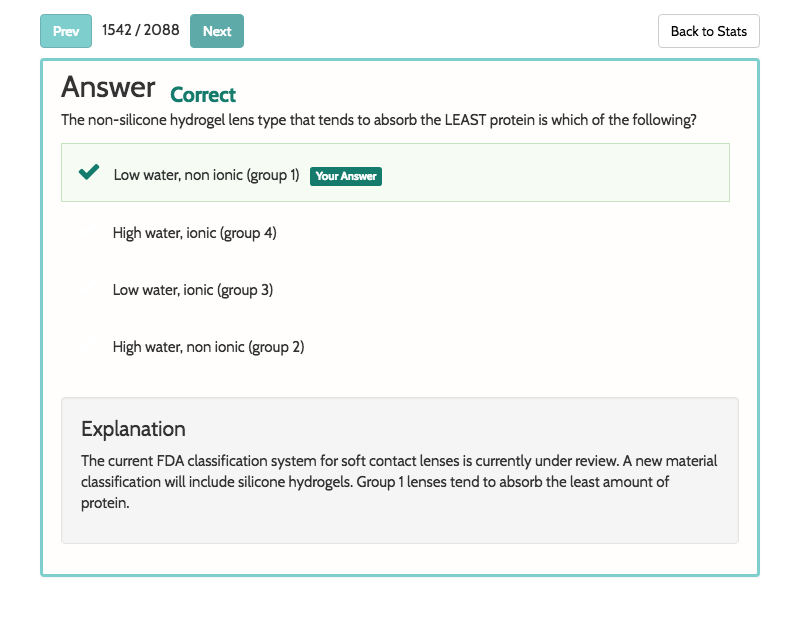 Prev 1542 / 2088 Next Back to Stats
Answer Correct
The non-silicone hydrogel lens type that tends to absorb the LEAST protein is which of the following?
Low water, non ionic (group 1) Your Answer
High water, ionic (group 4)
Low water, ionic (group 3)
High water, non ionic (group 2)
Explanation
The current FDA classification system for soft contact lenses is currently under review. A new material
classification will include silicone hydrogels. Group 1 lenses tend to absorb the least amount of
protein.